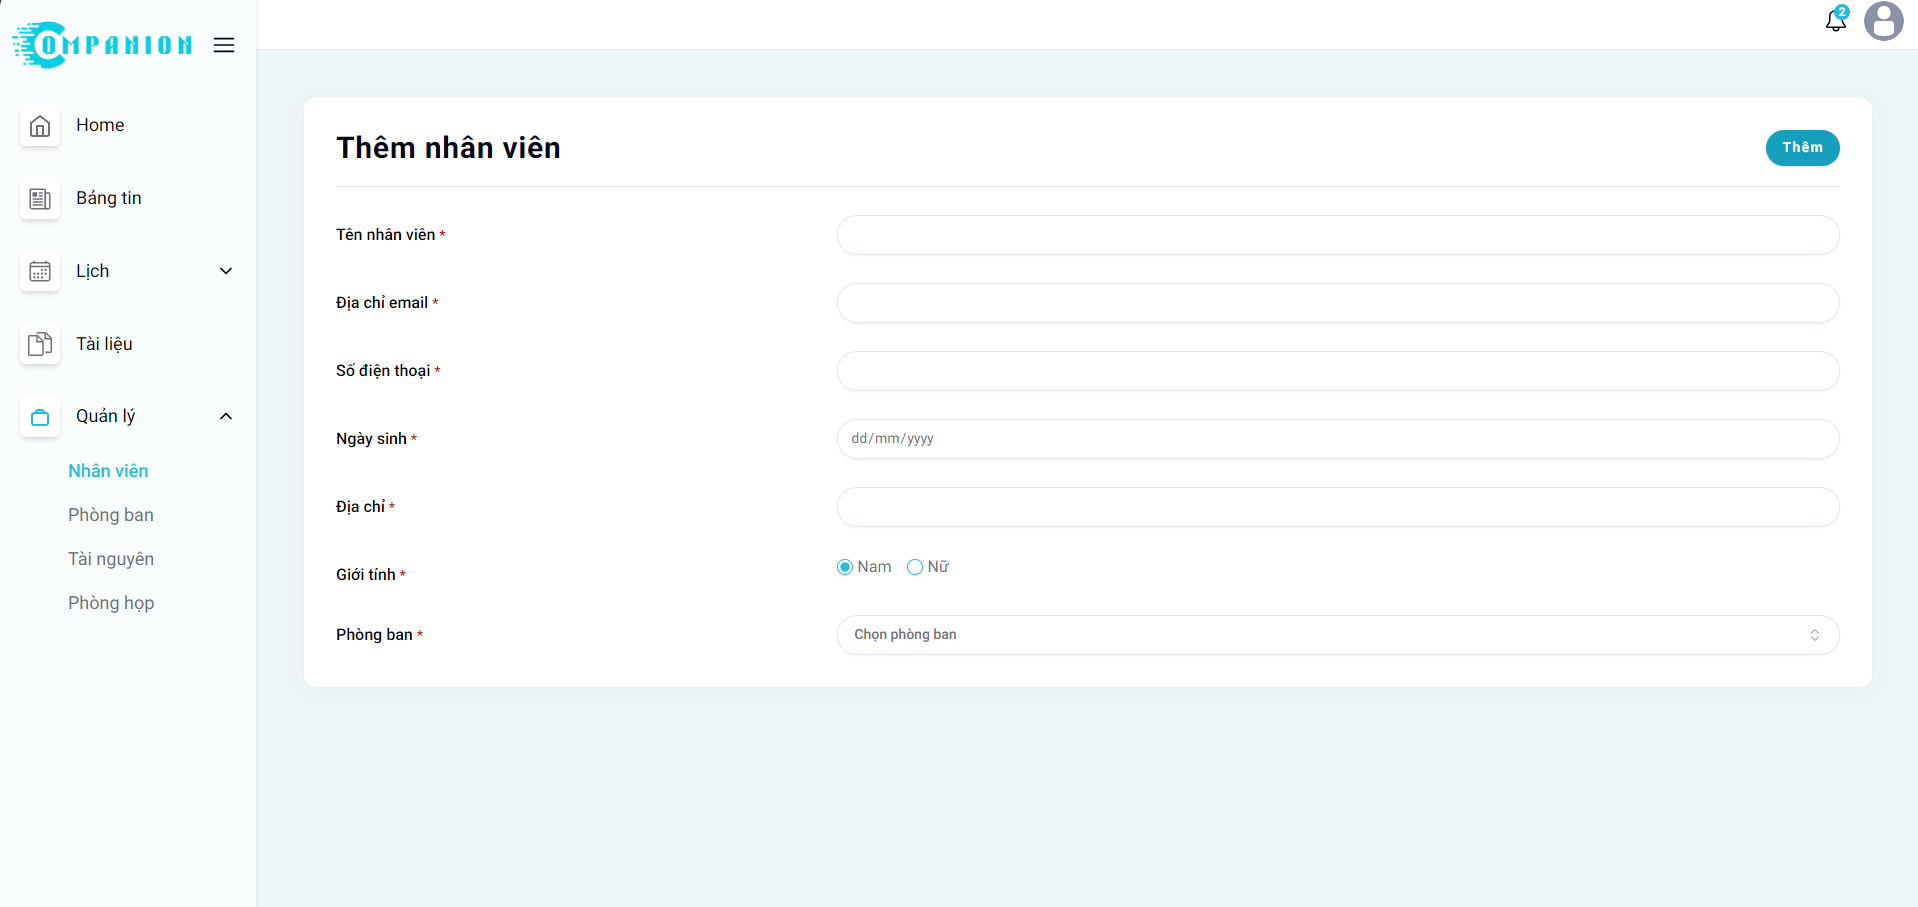 COMPANION
2
Home
Bảng tin
Lịch
Tài liệu
Quản lý
Nhân viên
Phòng ban
Tài nguyên
Phòng họp
Thêm nhân viên
Thêm
Tên nhân viên *
Địa chỉ email *
Số điện thoại *
Ngày sinh *
dd/mm/yyyy
Địa chỉ *
Giới tính *
Nam Nữ
Phòng ban *
Chọn phòng ban